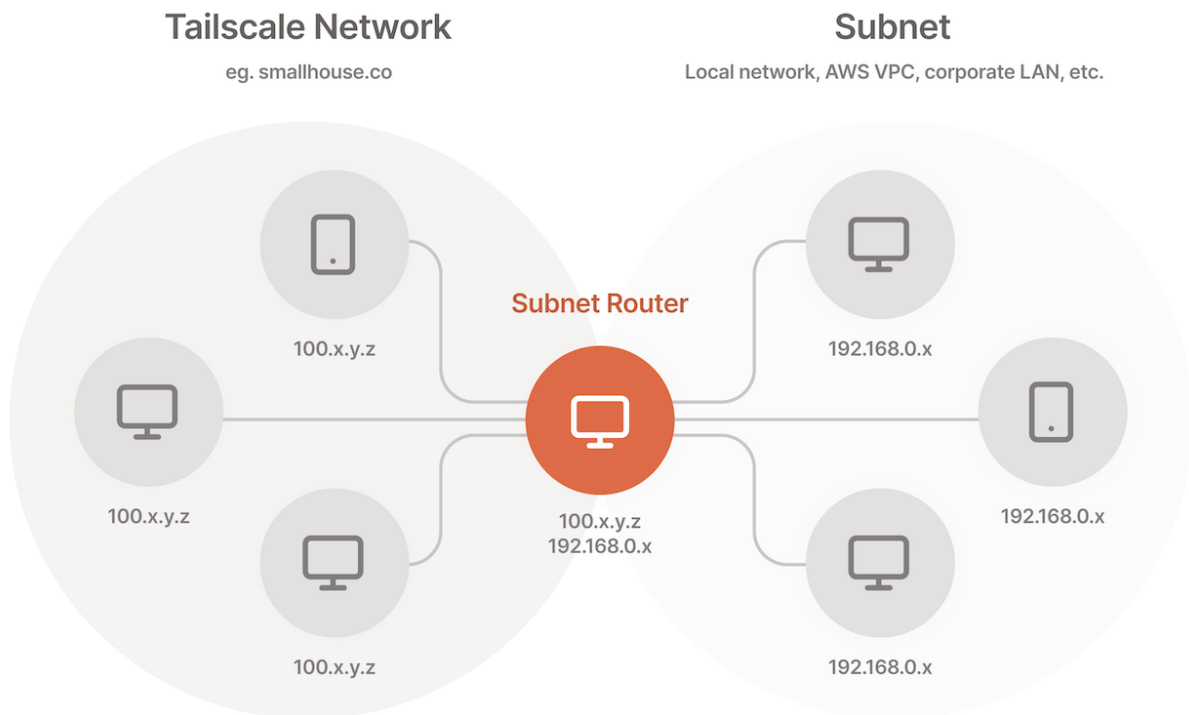 Tailscale Network
eg. smallhouse.co
Subnet
Local network, AWS VPC, corporate LAN, etc.
Subnet Router
100.x.y.z
192.168.0.x
100.x.y.z
192.168.0.x
100.x.y.z
192.168.0.x
100.x.y.z
192.168.0.x